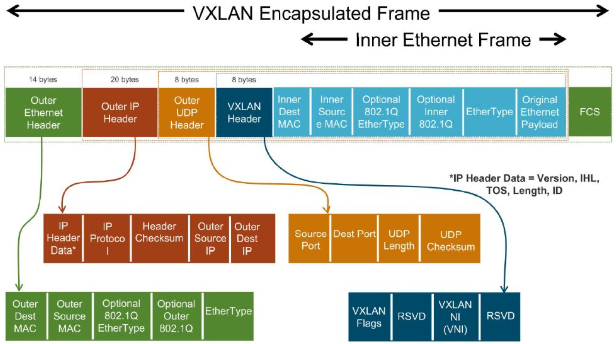 VXLAN Encapsulated Frame
Inner Ethernet Frame
14 bytes
20 bytes
8 bytes
8 bytes
Outer
Ethernet
Header
Outer IP
Header
Outer
UDP
Header
VXLAN
Header
Inner
Dest
MAC
Inner
Sourc
e MAC
Optional
802.1Q
EtherType
Optional
Inner
802.1Q
EtherType
Original
Ethernet
Payload
FCS
*IP Header Data = Version, IHL,
TOS, Length, ID
IP
Header
Data*
IP
Protoco
l
Header
Checksum
Outer
Source
IP
Outer
Dest
IP
Source
Port
Dest Port
UDP
Length
UDP
Checksum
Outer
Dest
MAC
Outer
Source
MAC
Optional
802.1Q
EtherType
Optional
Outer
802.1Q
EtherType
VXLAN
Flags
RSVD
VXLAN
NI
(VNI)
RSVD